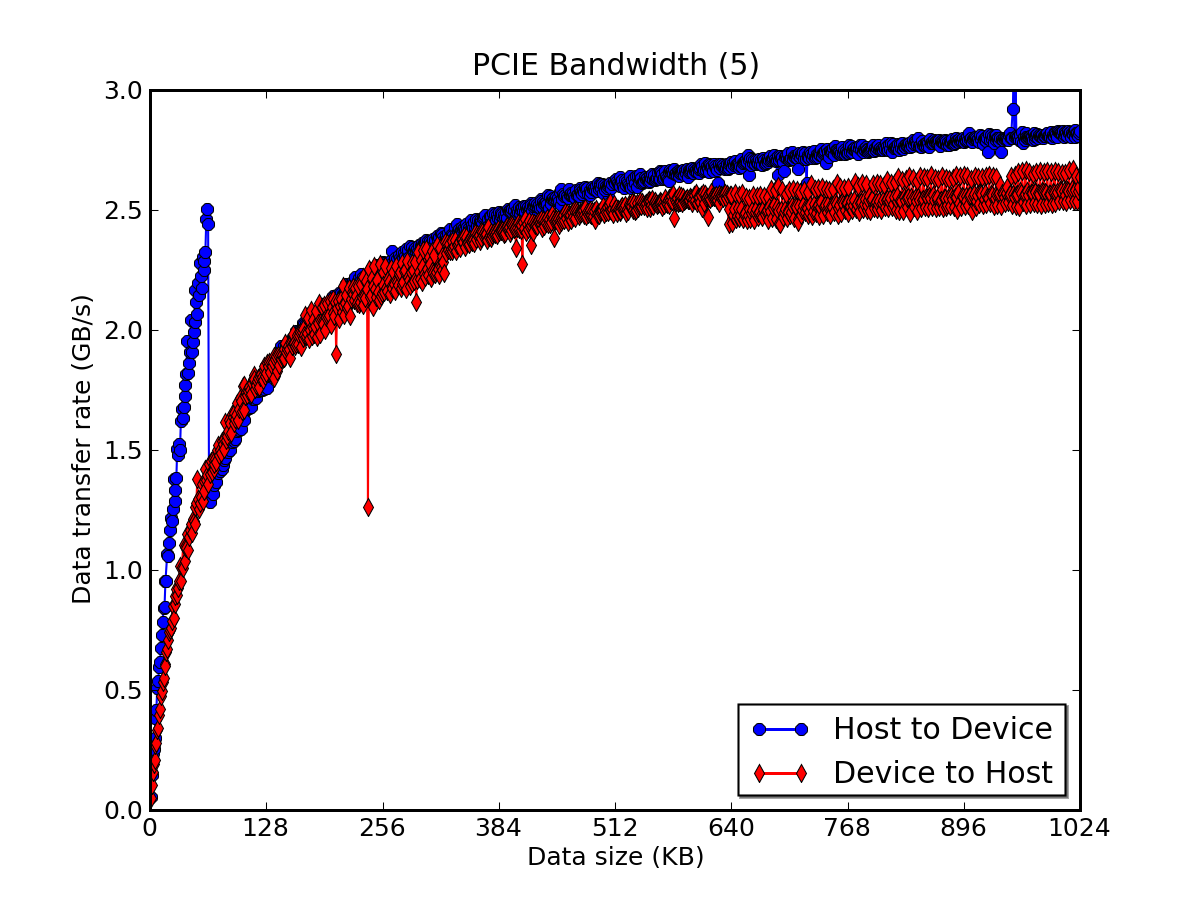 PCIE Bandwidth (5)
3.0
2.5
2.0
1.5
1.0
0.5
0.0
Data transfer rate (GB/s)
Host to Device
Device to Host
0 128 256 384 512 640 768 896 1024
Data size (KB)